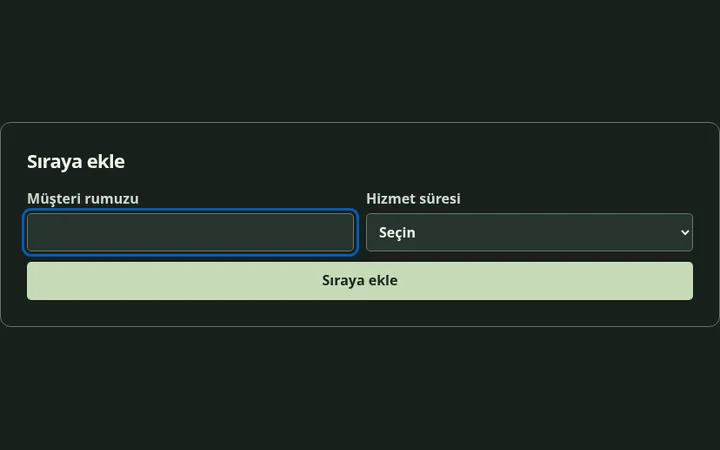 Sıraya ekle
Müşteri rumuzu
Hizmet süresi
Seçin
Sıraya ekle